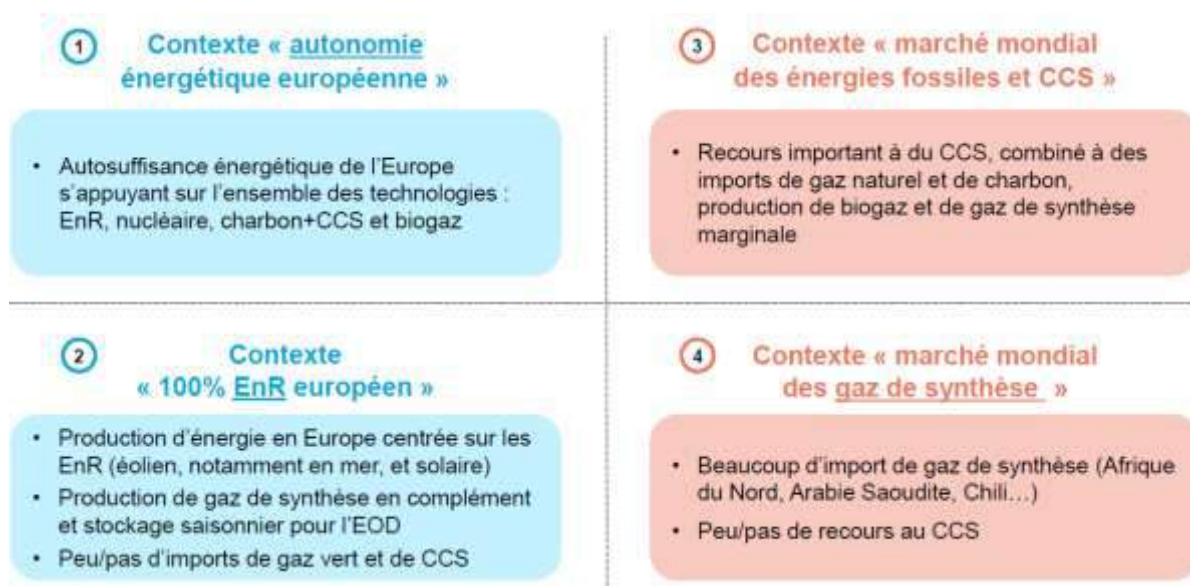 1
Contexte « autonomie
énergétique européenne »
• Autosuffisance énergétique de l'Europe
s'appuyant sur l'ensemble des technologies :
EnR, nucléaire, charbon+CCS et biogaz
2
Contexte
« 100% EnR européen »
• Production d'énergie en Europe centrée sur les
EnR (éolien, notamment en mer, et solaire)
• Production de gaz de synthèse en complément
et stockage saisonnier pour l'EOD
• Peu/pas d'imports de gaz vert et de CCS
3
Contexte « marché mondial
des énergies fossiles et CCS »
• Recours important à du CCS, combiné à des
imports de gaz naturel et de charbon,
production de biogaz et de gaz de synthèse
marginale
4
Contexte « marché mondial
des gaz de synthèse »
• Beaucoup d'import de gaz de synthèse (Afrique
du Nord, Arabie Saoudite, Chili…)
• Peu/pas de recours au CCS